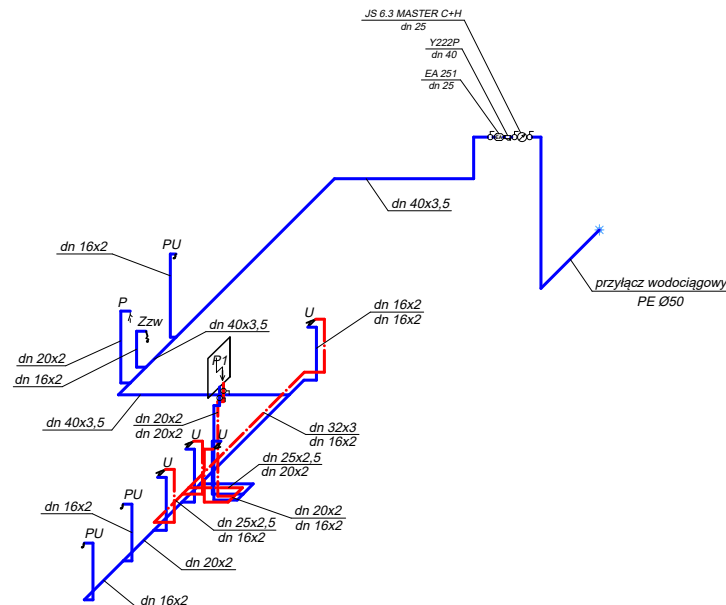 JS 6.3 MASTER C+H
dn 25
Y222P
dn 40
EA 251
dn 25
dn 40x3,5
PU
dn 16x2
przyłącz wodociągowy
PE Ø50
P
Zzw
dn 40x3,5
U
dn 16x2
dn 16x2
dn 20x2
dn 16x2
P1
dn 40x3,5
dn 20x2
dn 20x2
dn 32x3
dn 16x2
U
U
dn 25x2,5
dn 20x2
U
PU
dn 16x2
dn 20x2
dn 16x2
dn 25x2,5
dn 16x2
PU
dn 20x2
dn 16x2